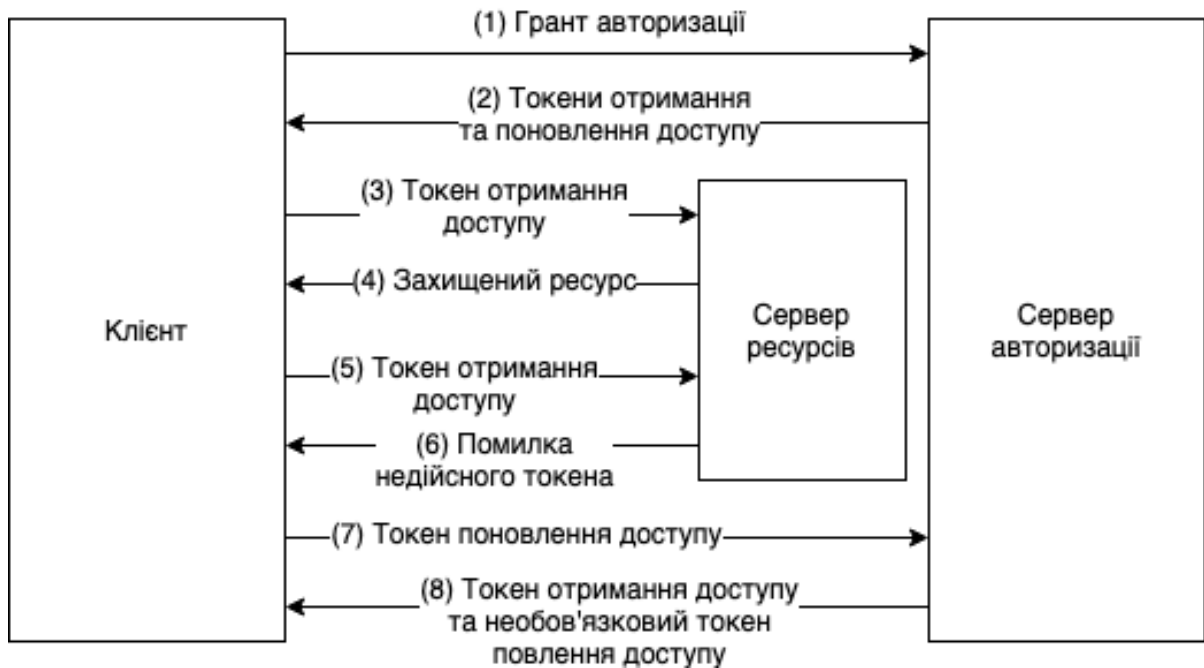 (1) Грант авторизації
(2) Токени отримання
та поновлення доступу
(3) Токен отримання
доступу
(4) Захищений ресурс
Клієнт
Сервер
ресурсів
Сервер
авторизації
(5) Токен отримання
доступу
(6) Помилка
недійсного токена
(7) Токен поновлення доступу
(8) Токен отримання доступу
та необов'язковий токен
повлення доступу